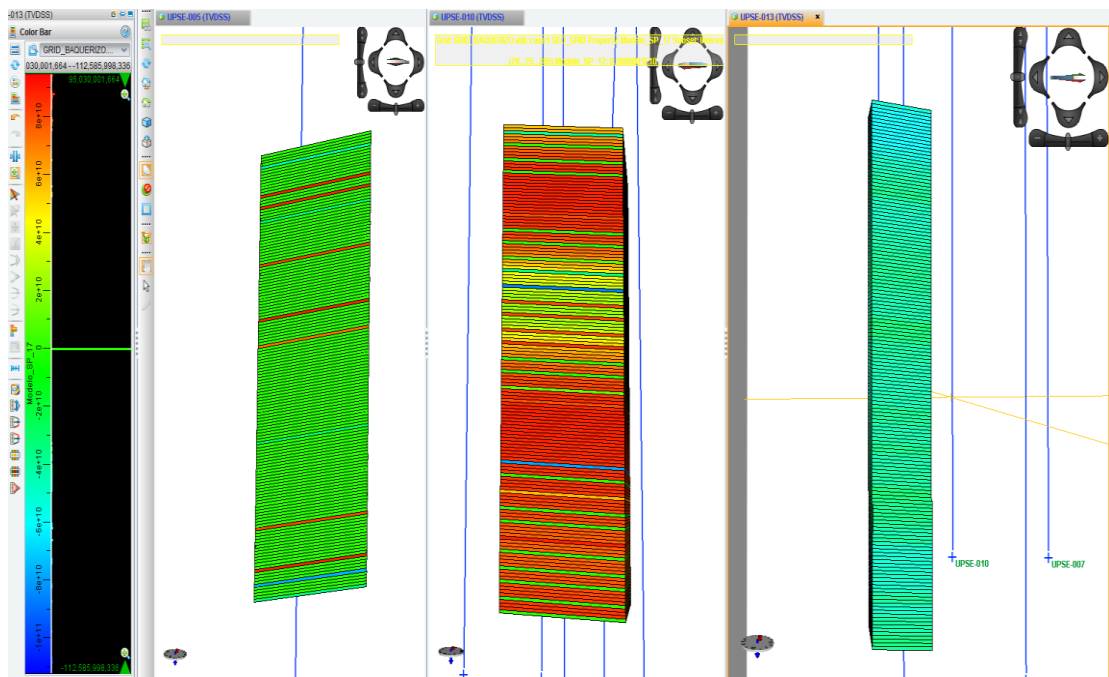 -013 (TVDSS)
Color Bar
GRID_BAQUERIZO...
030,001,664 --112,585,998,336
95,030,001,664
8e+10
6e+10
4e+10
2e+10
0
-2e+10
-4e+10
-6e+10
-8e+10
-1e+11
Modelo_SP_17
-112,585,998,336
UPSE-005 (TVDSS)
UPSE-010 (TVDSS)
UPSE-013 (TVDSS) x
UPSE-010
UPSE-007